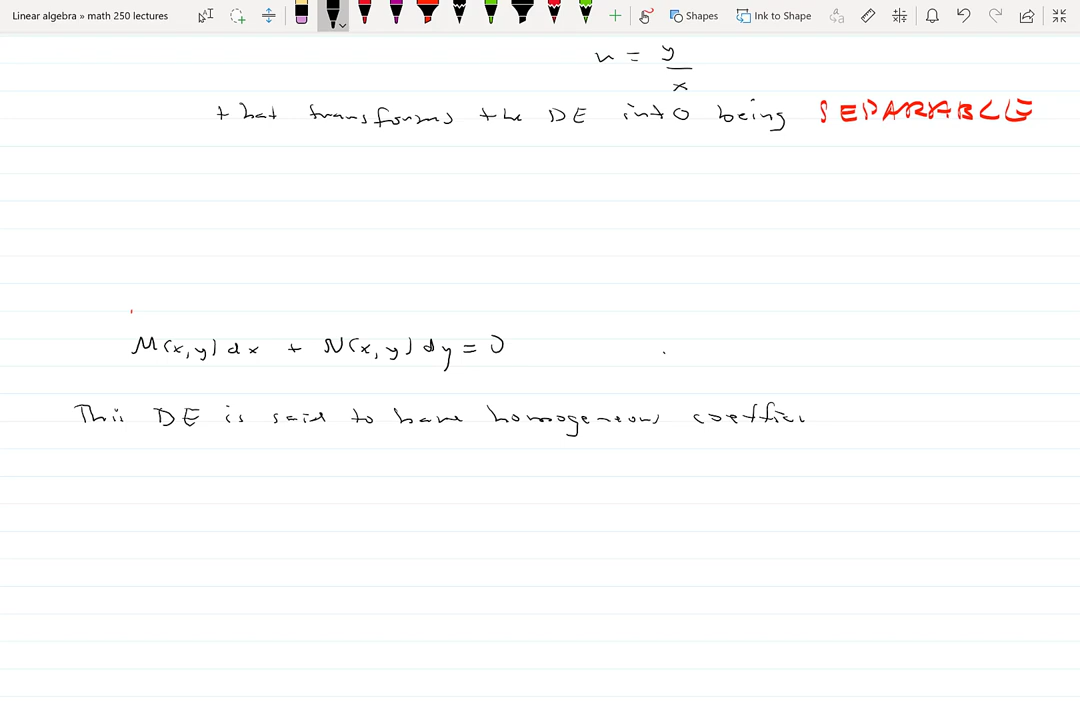 Linear algebra » math 250 lectures
Shapes
Ink to Shape
u = y
x
that transforms the DE into being SEPARABLE
M(x,y)dx + N(x,y)dy = 0
This DE is said to have homogeneous coeffici